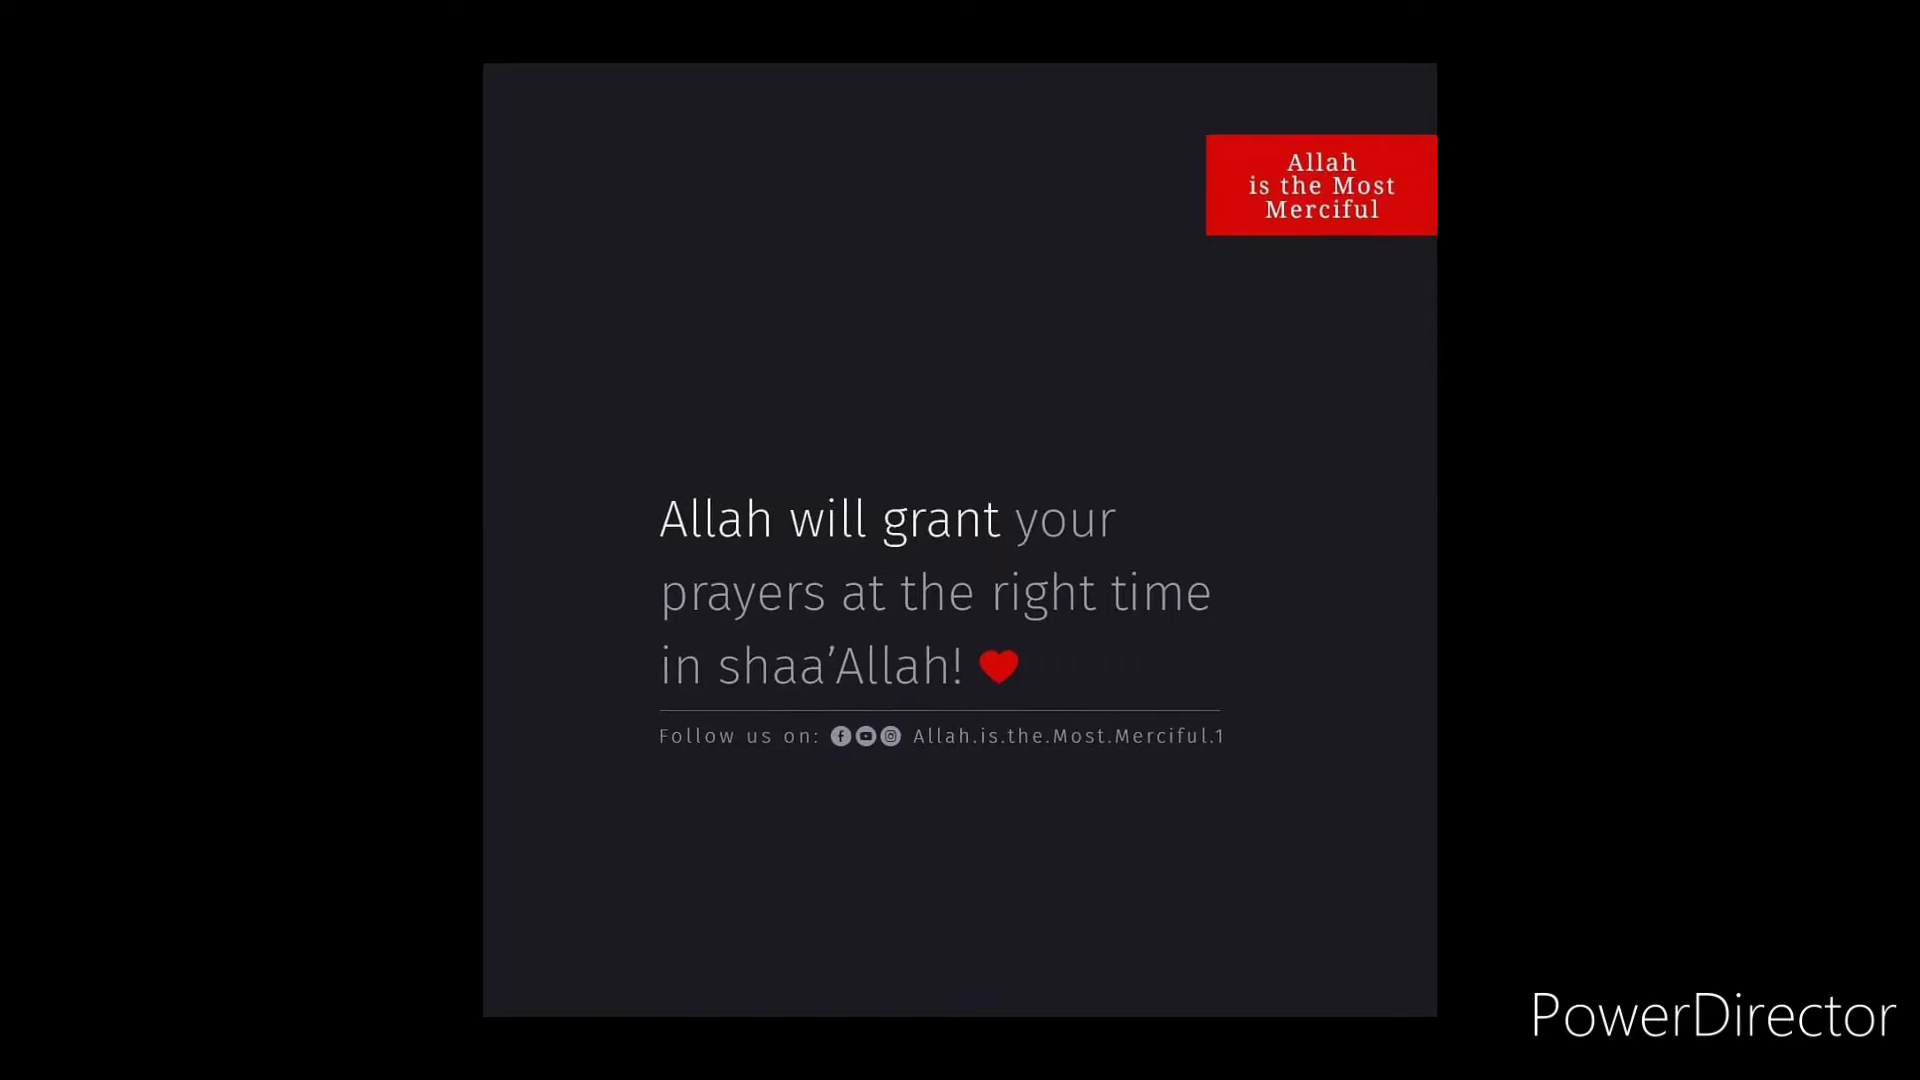 Allah
is the Most
Merciful
Allah will grant your
prayers at the right time
in shaa’Allah!
Follow us on: Allah.is.the.Most.Merciful.1
PowerDirector